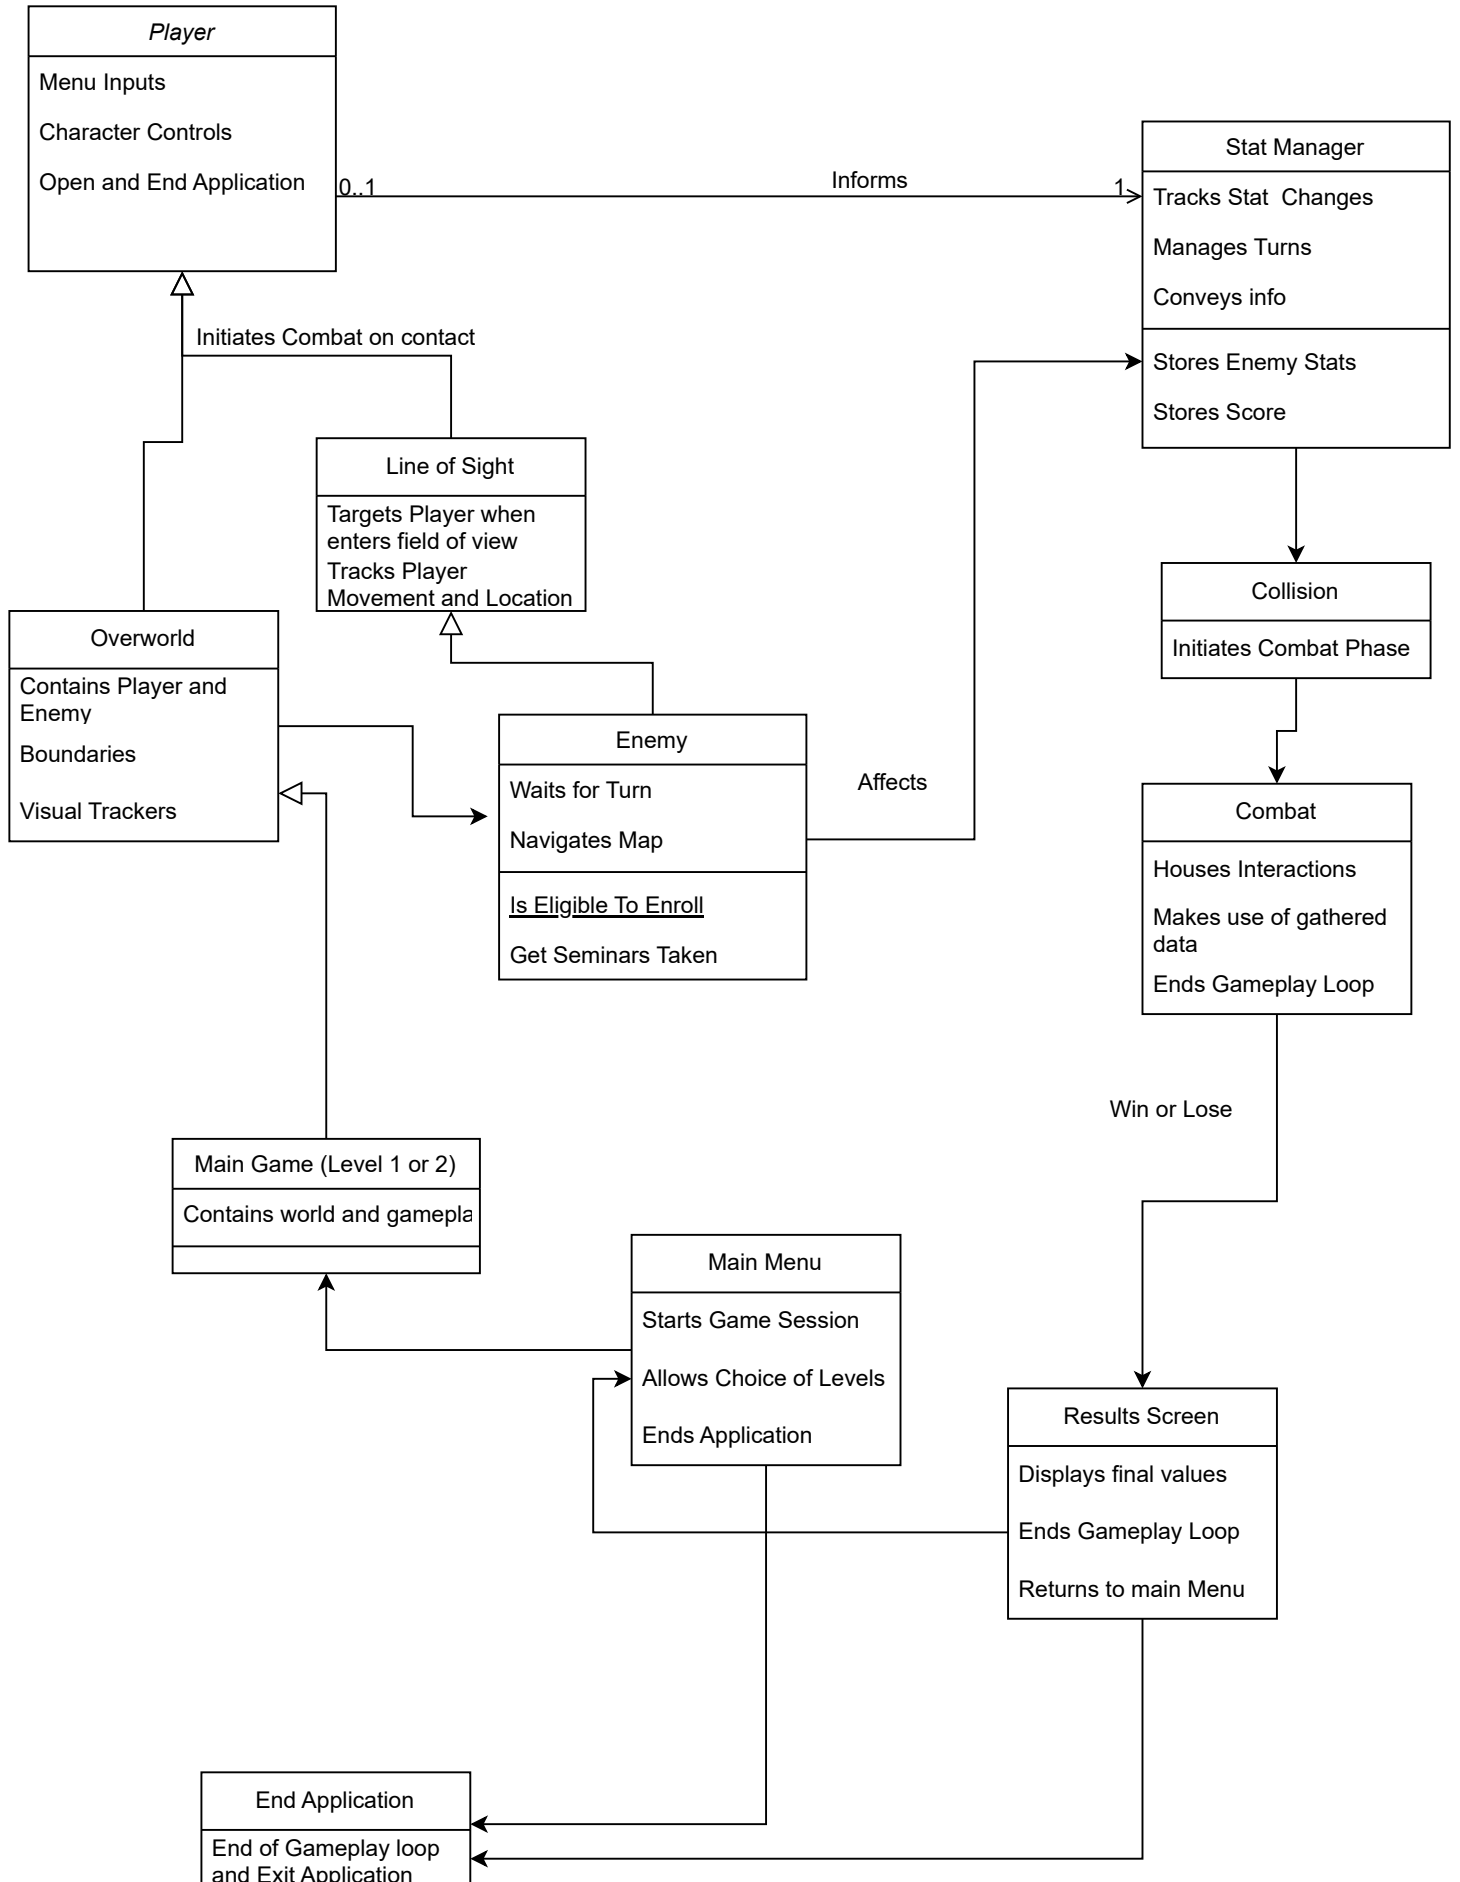 Player
Menu Inputs
Character Controls
Open and End Application
0..1
Informs
1
Stat Manager
Tracks Stat  Changes
Manages Turns
Conveys info
Stores Enemy Stats
Stores Score
Initiates Combat on contact
Line of Sight
Targets Player when
enters field of view
Tracks Player
Movement and Location
Collision
Initiates Combat Phase
Overworld
Contains Player and
Enemy
Boundaries
Visual Trackers
Enemy
Waits for Turn
Navigates Map
Is Eligible To Enroll
Get Seminars Taken
Affects
Combat
Houses Interactions
Makes use of gathered
data
Ends Gameplay Loop
Win or Lose
Main Game (Level 1 or 2)
Contains world and gamepla
Main Menu
Starts Game Session
Allows Choice of Levels
Ends Application
Results Screen
Displays final values
Ends Gameplay Loop
Returns to main Menu
End Application
End of Gameplay loop
and Exit Application